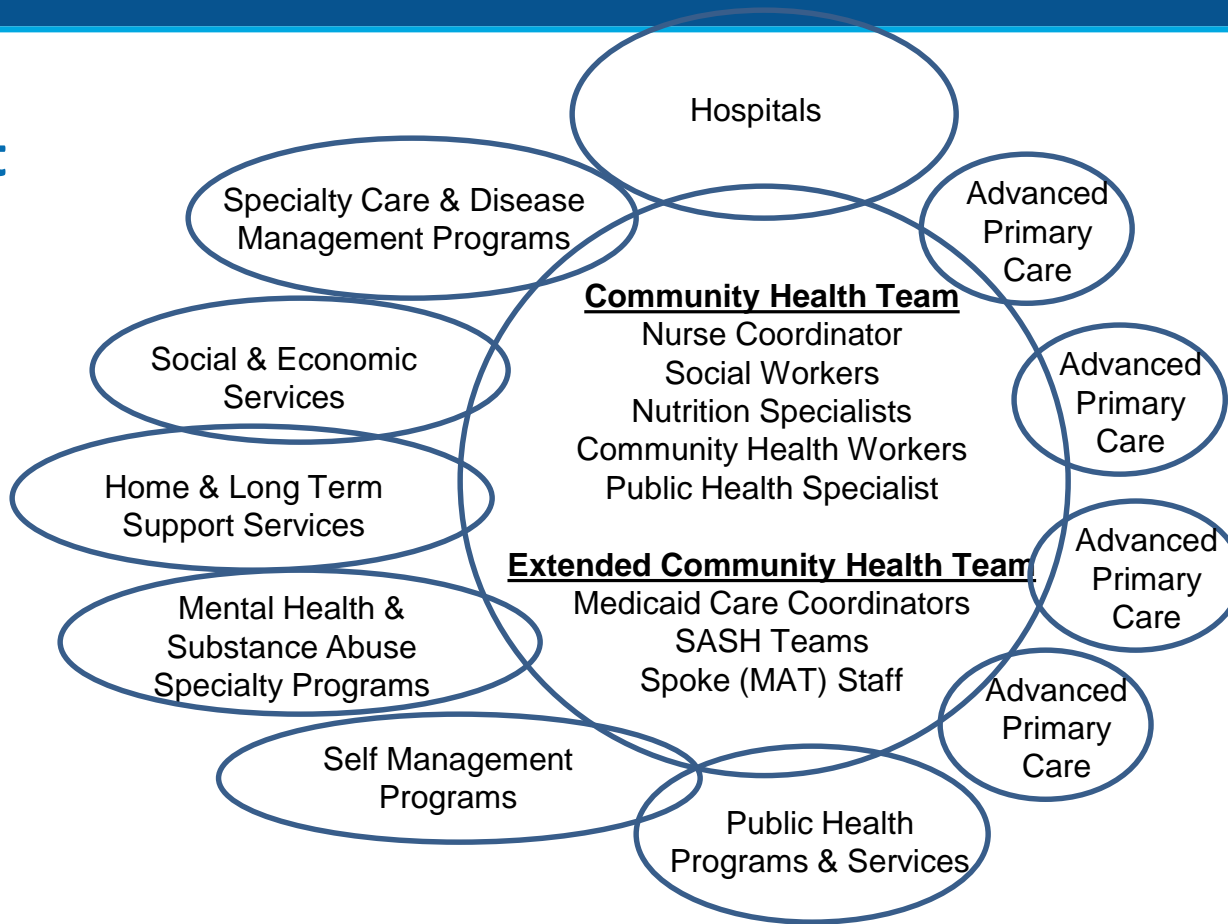 t
Hospitals
Specialty Care & Disease
Management Programs
Advanced
Primary
Care
Community Health Team
Nurse Coordinator
Social Workers
Nutrition Specialists
Community Health Workers
Public Health Specialist
Social & Economic
Services
Advanced
Primary
Care
Home & Long Term
Support Services
Extended Community Health Team
Medicaid Care Coordinators
SASH Teams
Spoke (MAT) Staff
Advanced
Primary
Care
Mental Health &
Substance Abuse
Specialty Programs
Advanced
Primary
Care
Self Management
Programs
Public Health
Programs & Services